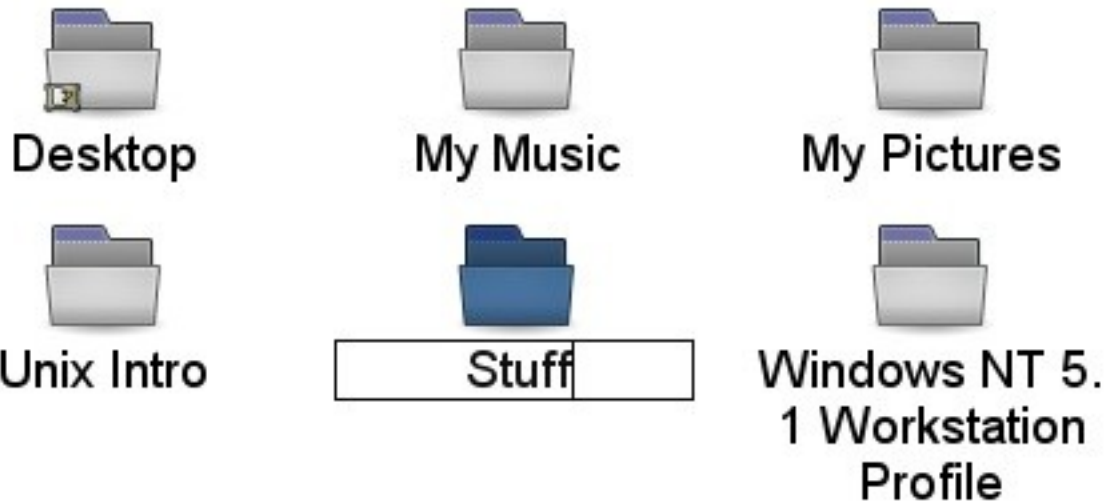 Desktop
My Music
My Pictures
Unix Intro
Stuff
Windows NT 5.
1 Workstation
Profile